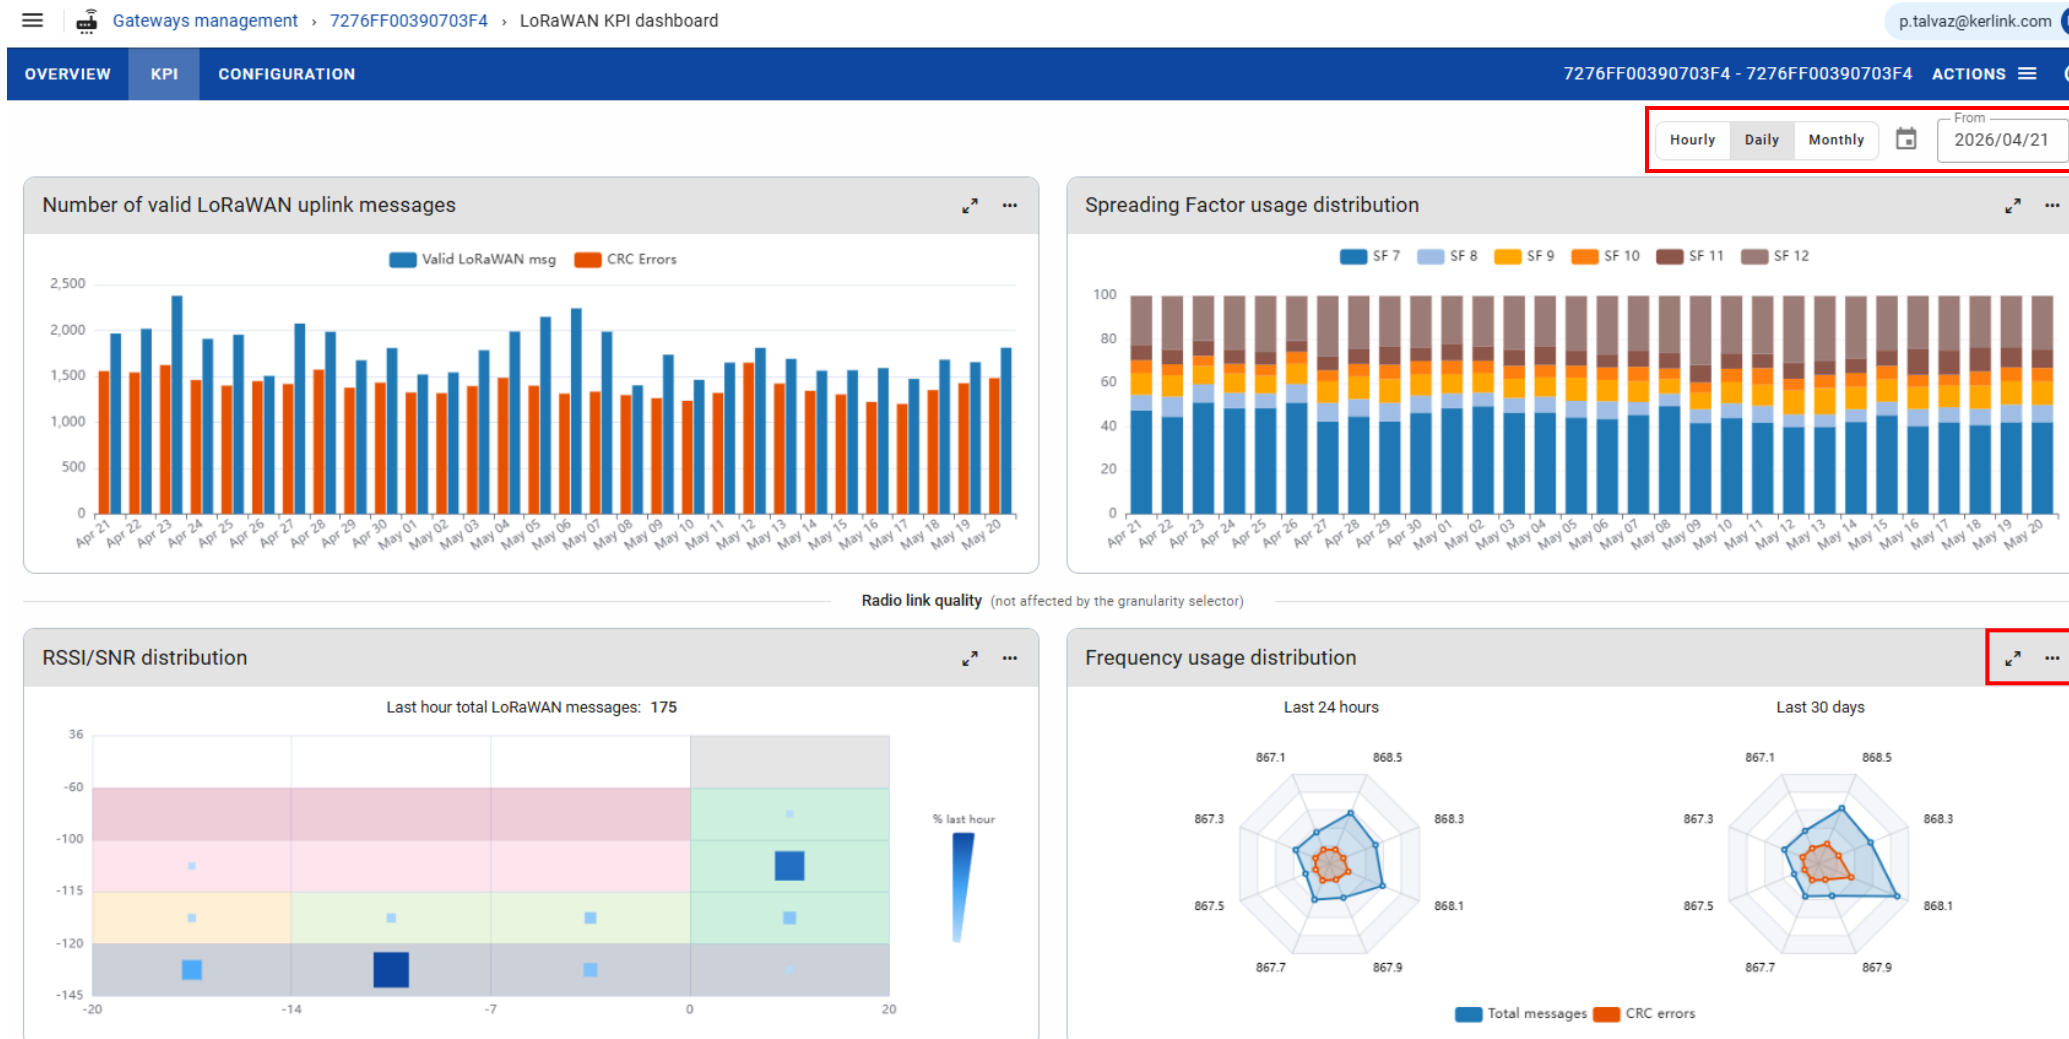 Gateways management › 7276FF00390703F4 › LoRaWAN KPI dashboard
p.talvaz@kerlink.com
OVERVIEW KPI CONFIGURATION
7276FF00390703F4 - 7276FF00390703F4 ACTIONS
Hourly Daily Monthly
From
2026/04/21
Number of valid LoRaWAN uplink messages
Valid LoRaWAN msg CRC Errors
2,500
2,000
1,500
1,000
500
0
Apr 21 Apr 22 Apr 23 Apr 24 Apr 25 Apr 26 Apr 27 Apr 28 Apr 29 Apr 30 May 01 May 02 May 03 May 04 May 05 May 06 May 07 May 08 May 09 May 10 May 11 May 12 May 13 May 14 May 15 May 16 May 17 May 18 May 19 May 20
Spreading Factor usage distribution
SF 7 SF 8 SF 9 SF 10 SF 11 SF 12
100
80
60
40
20
0
Apr 21 Apr 22 Apr 23 Apr 24 Apr 25 Apr 26 Apr 27 Apr 28 Apr 29 Apr 30 May 01 May 02 May 03 May 04 May 05 May 06 May 07 May 08 May 09 May 10 May 11 May 12 May 13 May 14 May 15 May 16 May 17 May 18 May 19 May 20
Radio link quality (not affected by the granularity selector)
RSSI/SNR distribution
Last hour total LoRaWAN messages: 175
36
-60
-100
-115
-120
-145
-20 -14 -7 0 20
% last hour
Frequency usage distribution
Last 24 hours
867.1 868.5
867.3 868.3
867.5 868.1
867.7 867.9
Last 30 days
867.1 868.5
867.3 868.3
867.5 868.1
867.7 867.9
Total messages CRC errors